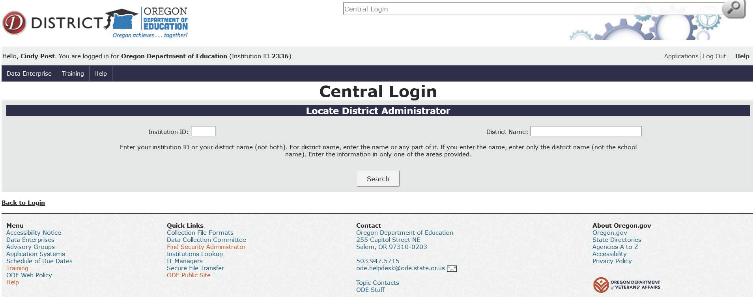 Central Login
DISTRICT
OREGON
DEPARTMENT
OF EDUCATION
Oregon achieves . . . together!
Hello, Cindy Post. You are logged in for Oregon Department of Education (Institution ID 2336)
Applications | Log Out Help
Data Enterprise Training Help
Central Login
Locate District Administrator
Institution ID: District Name:
Enter your institution ID or your district name (not both). For district name, enter the name or any part of it. If you enter the name, enter only the district name (not the school
name). Enter the information in only one of the areas provided.
Search
Back to Login
Menu
Accessibility Notice
Data Enterprises
Advisory Groups
Application Systems
Schedule of Due Dates
Training
ODE Web Policy
Help
Quick Links
Collection File Formats
Data Collection Committee
Find Security Administrator
Institutions Lookup
IT Managers
Secure File Transfer
ODE Public Site
Contact
Oregon Department of Education
255 Capitol Street NE
Salem, OR 97310-0203
503.947.5715
ode.helpdesk@ode.state.or.us
Topic Contacts
ODE Staff
About Oregon.gov
Oregon.gov
State Directories
Agencies A to Z
Accessibility
Privacy Policy
OREGON DEPARTMENT
of VETERANS' AFFAIRS